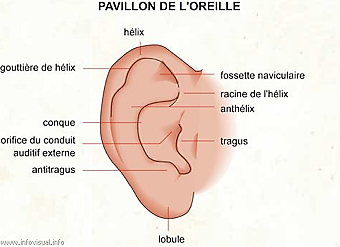 PAVILLON DE L'OREILLE
hélix
gouttière de hélix
fossette naviculaire
racine de l'hélix
anthélix
conque
orifice du conduit
auditif externe
tragus
antitragus
lobule
www.infovisual.info